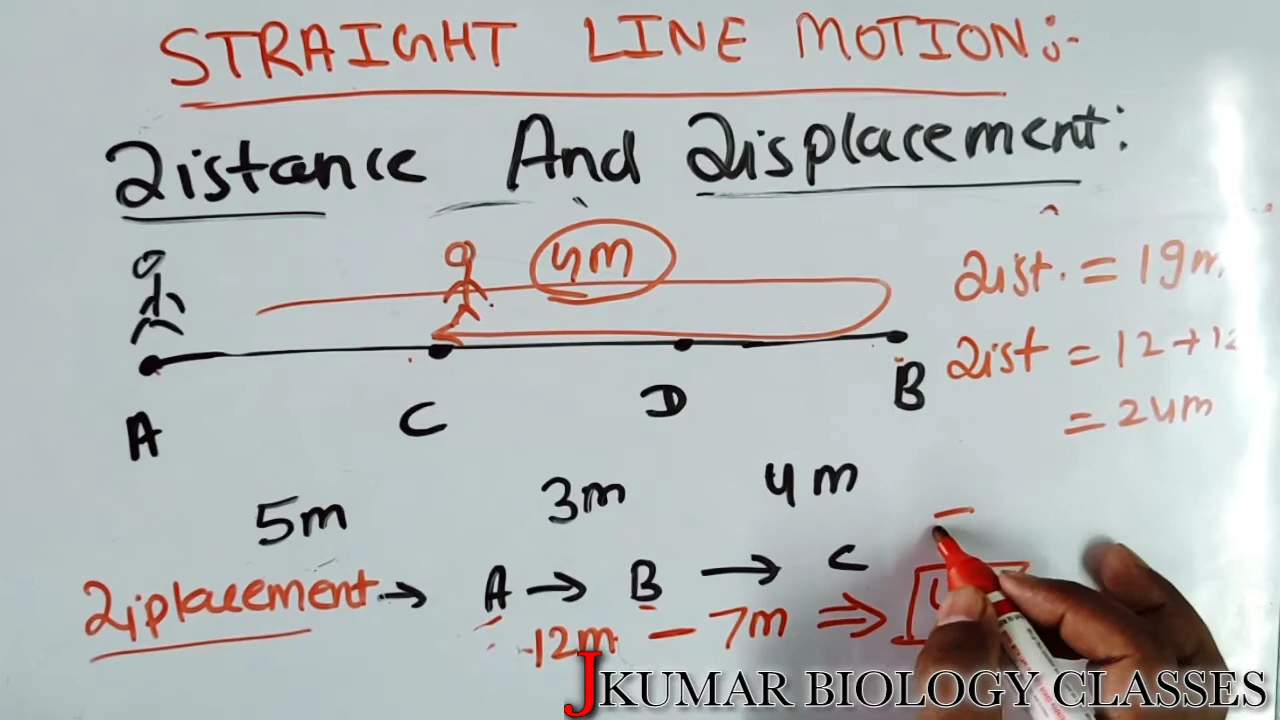 STRAIGHT LINE MOTION:-
Distance And Displacement:
4m
Dist. = 19m
Dist = 12+12
= 24m
A C D B
5m 3m 4m
Diplacement → A → B → C
12m - 7m ⇒
JKUMAR BIOLOGY CLASSES